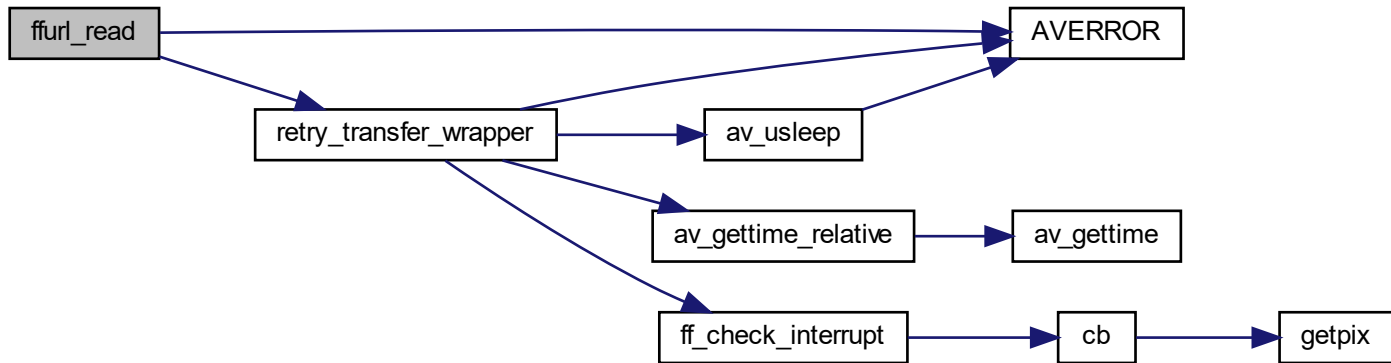 ffurl_read
AVERROR
retry_transfer_wrapper
av_usleep
av_gettime_relative
av_gettime
ff_check_interrupt
cb
getpix